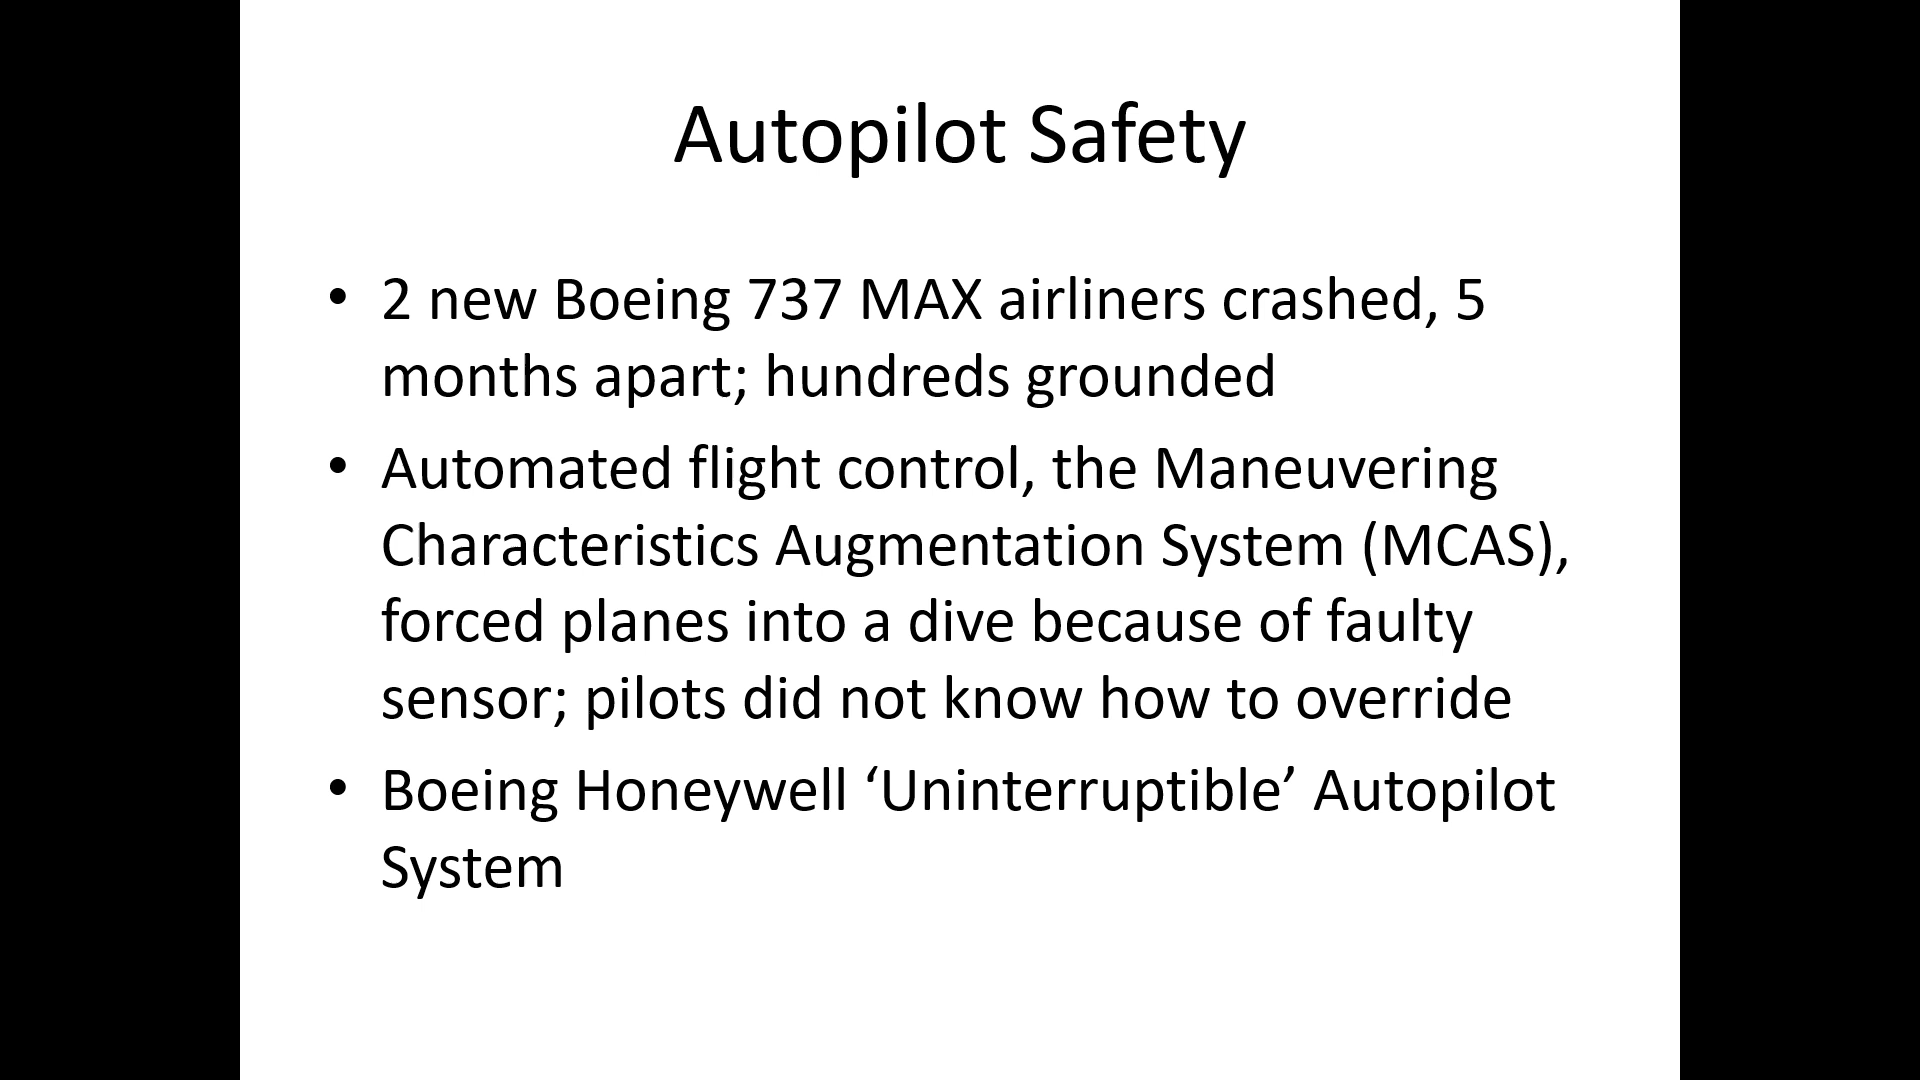 Autopilot Safety
• 2 new Boeing 737 MAX airliners crashed, 5
months apart; hundreds grounded
• Automated flight control, the Maneuvering
Characteristics Augmentation System (MCAS),
forced planes into a dive because of faulty
sensor; pilots did not know how to override
• Boeing Honeywell ‘Uninterruptible’ Autopilot
System